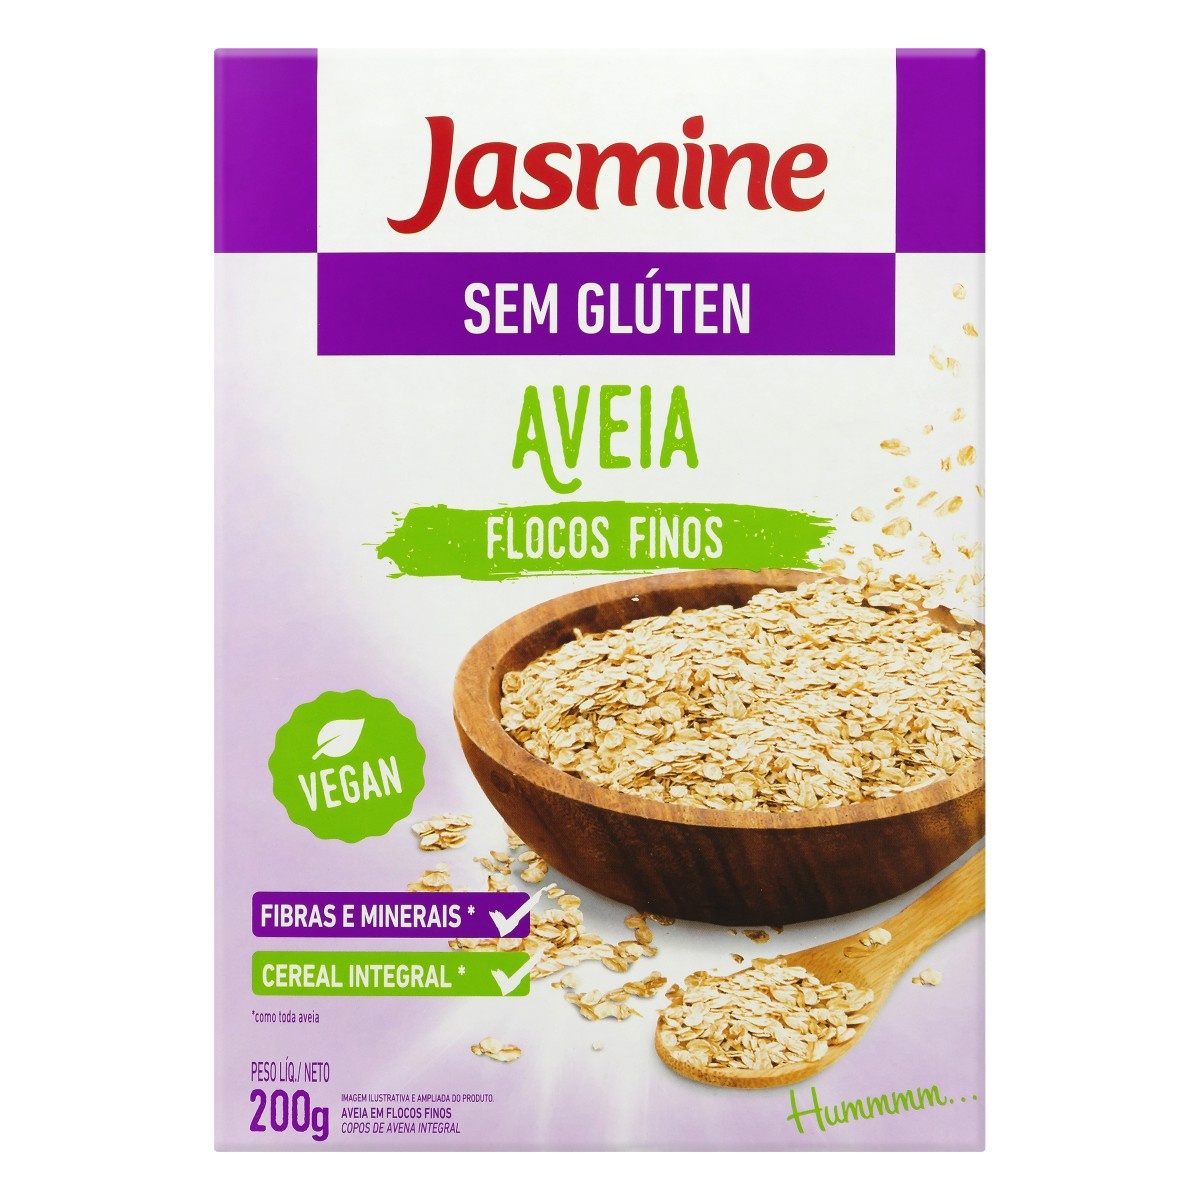 Jasmine
SEM GLÚTEN
AVEIA
FLOCOS FINOS
VEGAN
FIBRAS E MINERAIS *
CEREAL INTEGRAL *
*como toda aveia
PESO LÍQ./ NETO
200g
IMAGEM ILUSTRATIVA E AMPLIADA DO PRODUTO.
AVEIA EM FLOCOS FINOS
COPOS DE AVENA INTEGRAL
Hummmm...